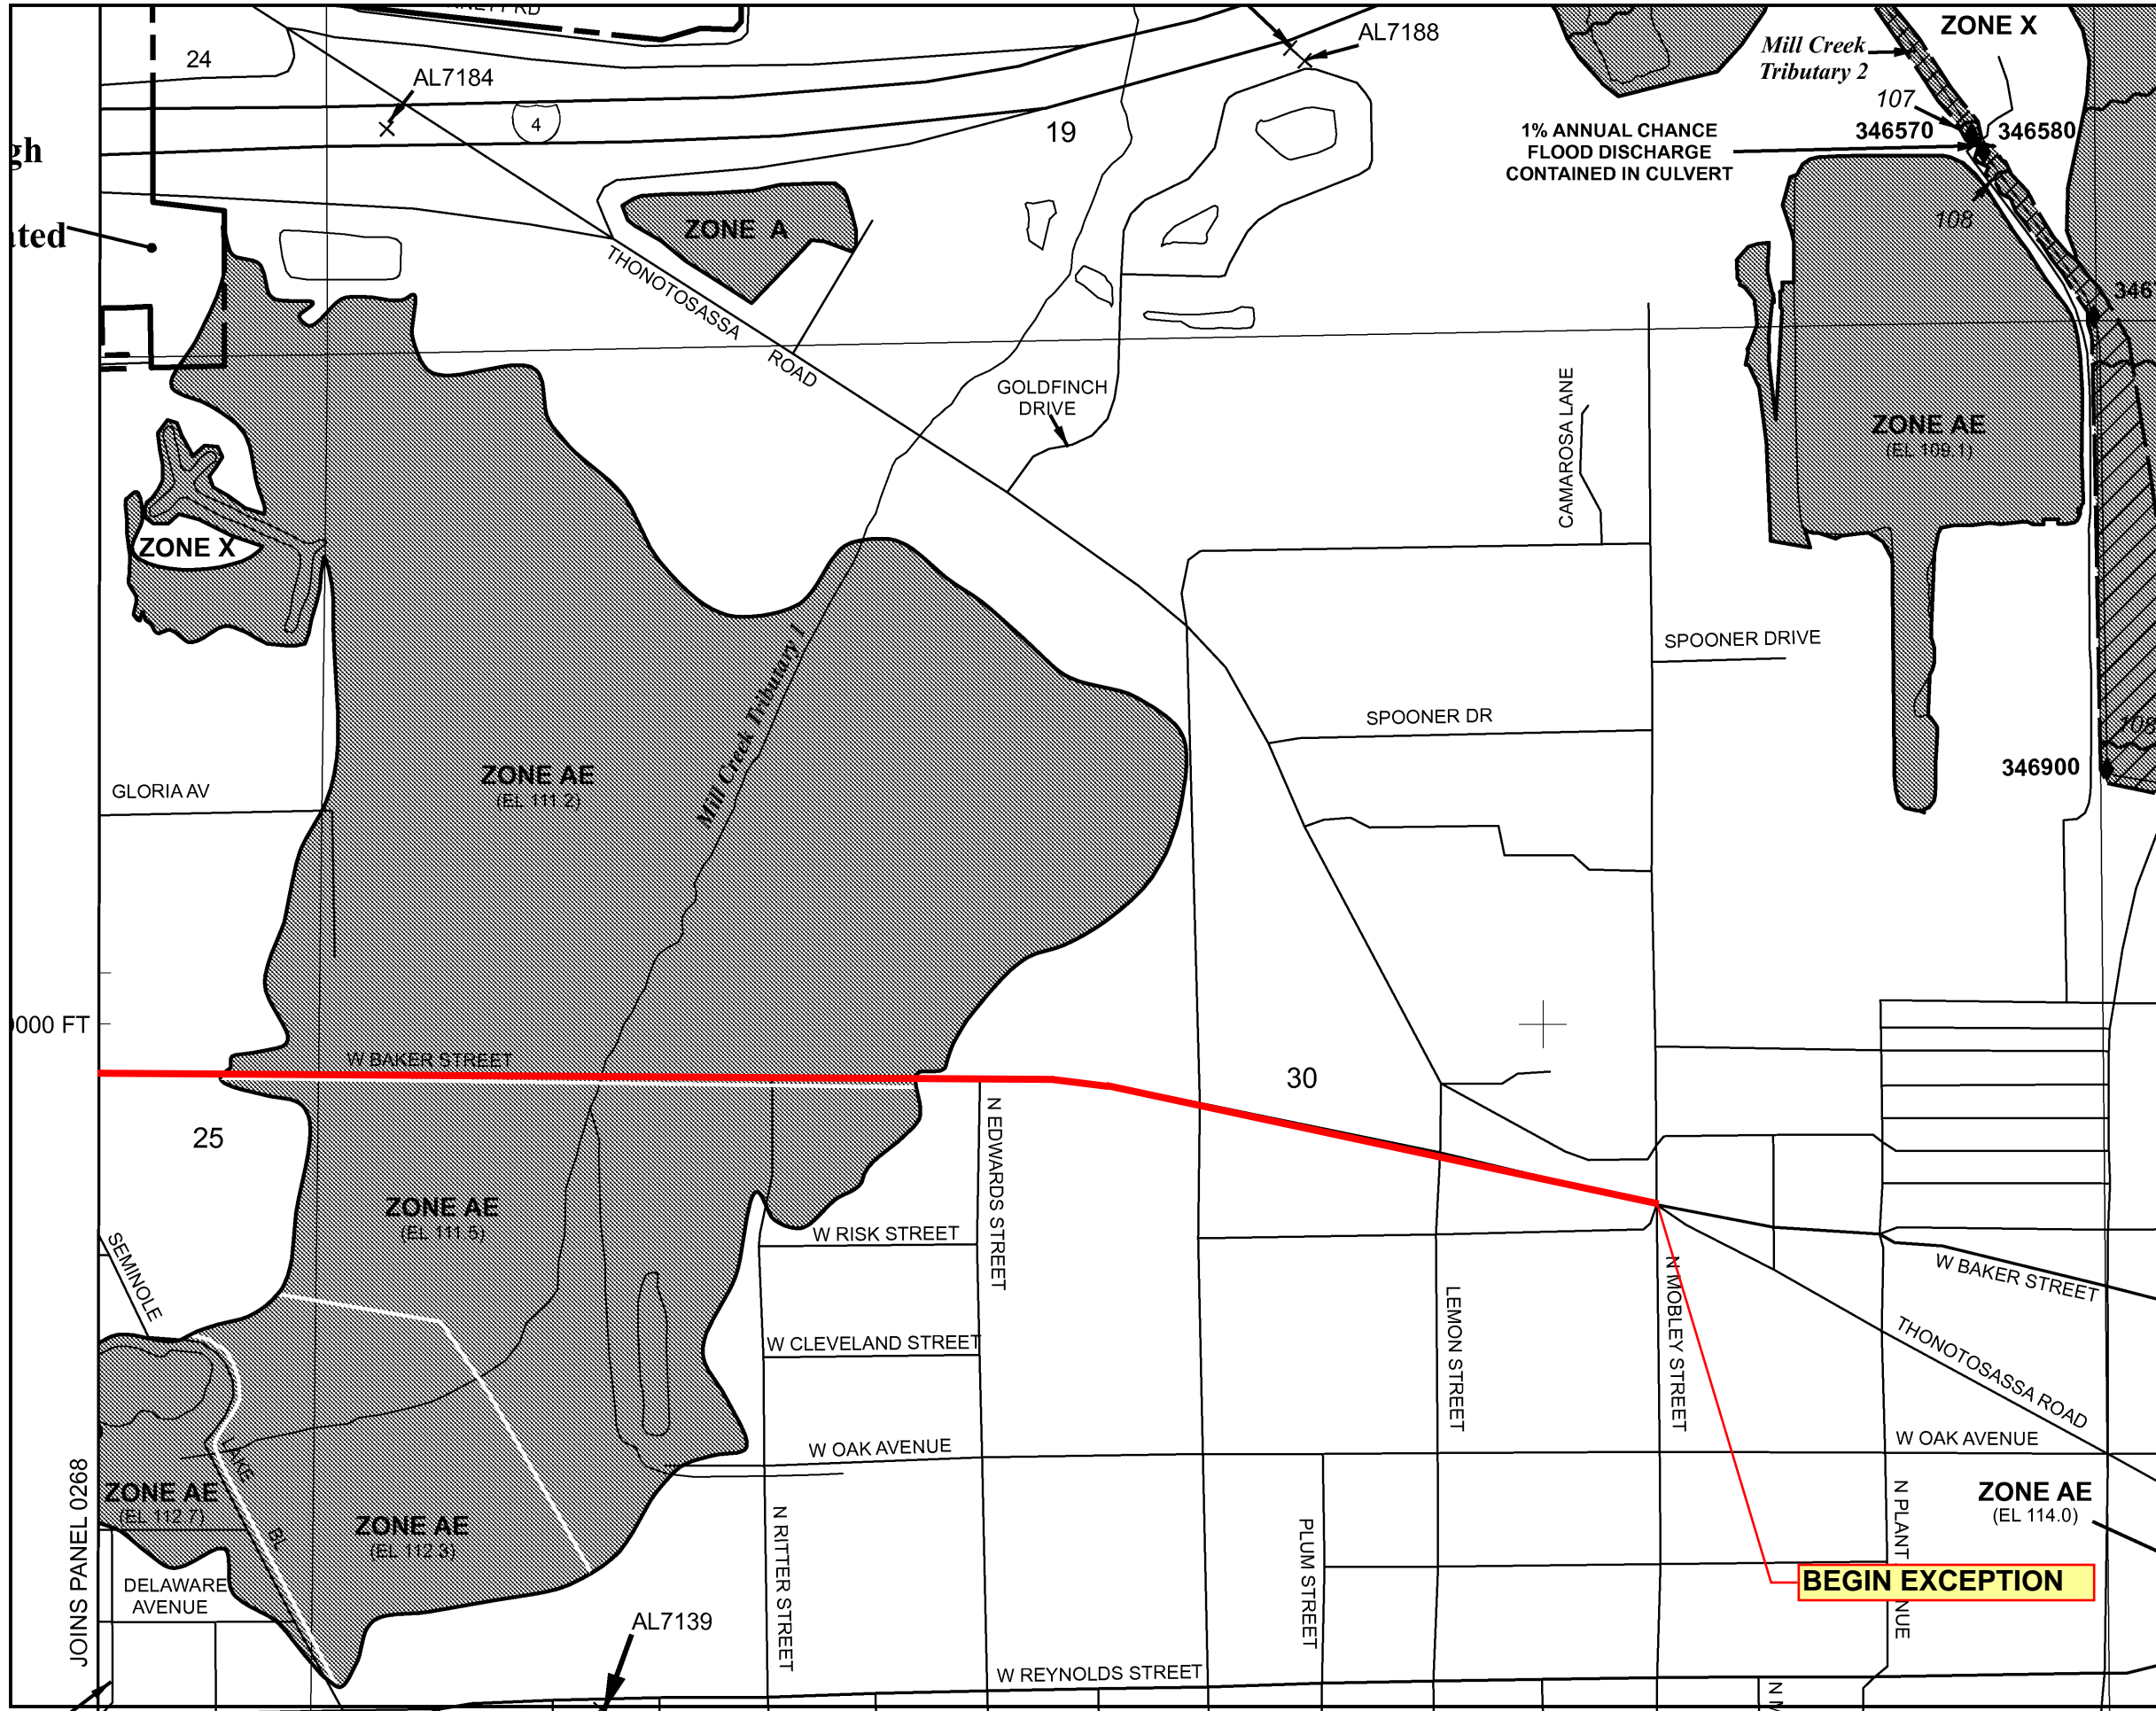 24
AL7184
4
AL7188
19
Mill Creek
Tributary 2
ZONE X
107
346570
346580
1% ANNUAL CHANCE
FLOOD DISCHARGE
CONTAINED IN CULVERT
108
ZONE A
THONOTOSASSA
ROAD
GOLDFINCH
DRIVE
CAMAROSA LANE
ZONE AE
(EL 109.1)
ZONE X
SPOONER DRIVE
SPOONER DR
Mill Creek Tributary 1
ZONE AE
(EL 111.2)
GLORIA AV
108
346900
000 FT
W BAKER STREET
30
25
N EDWARDS STREET
ZONE AE
(EL 111.5)
W RISK STREET
SEMINOLE
LAKE
BL
W CLEVELAND STREET
LEMON STREET
N MOBLEY STREET
W BAKER STREET
THONOTOSASSA ROAD
W OAK AVENUE
W OAK AVENUE
JOINS PANEL 0268
ZONE AE
(EL 112.7)
ZONE AE
(EL 112.3)
N RITTER STREET
PLUM STREET
N PLANT
ZONE AE
(EL 114.0)
BEGIN EXCEPTION
DELAWARE
AVENUE
AL7139
W REYNOLDS STREET